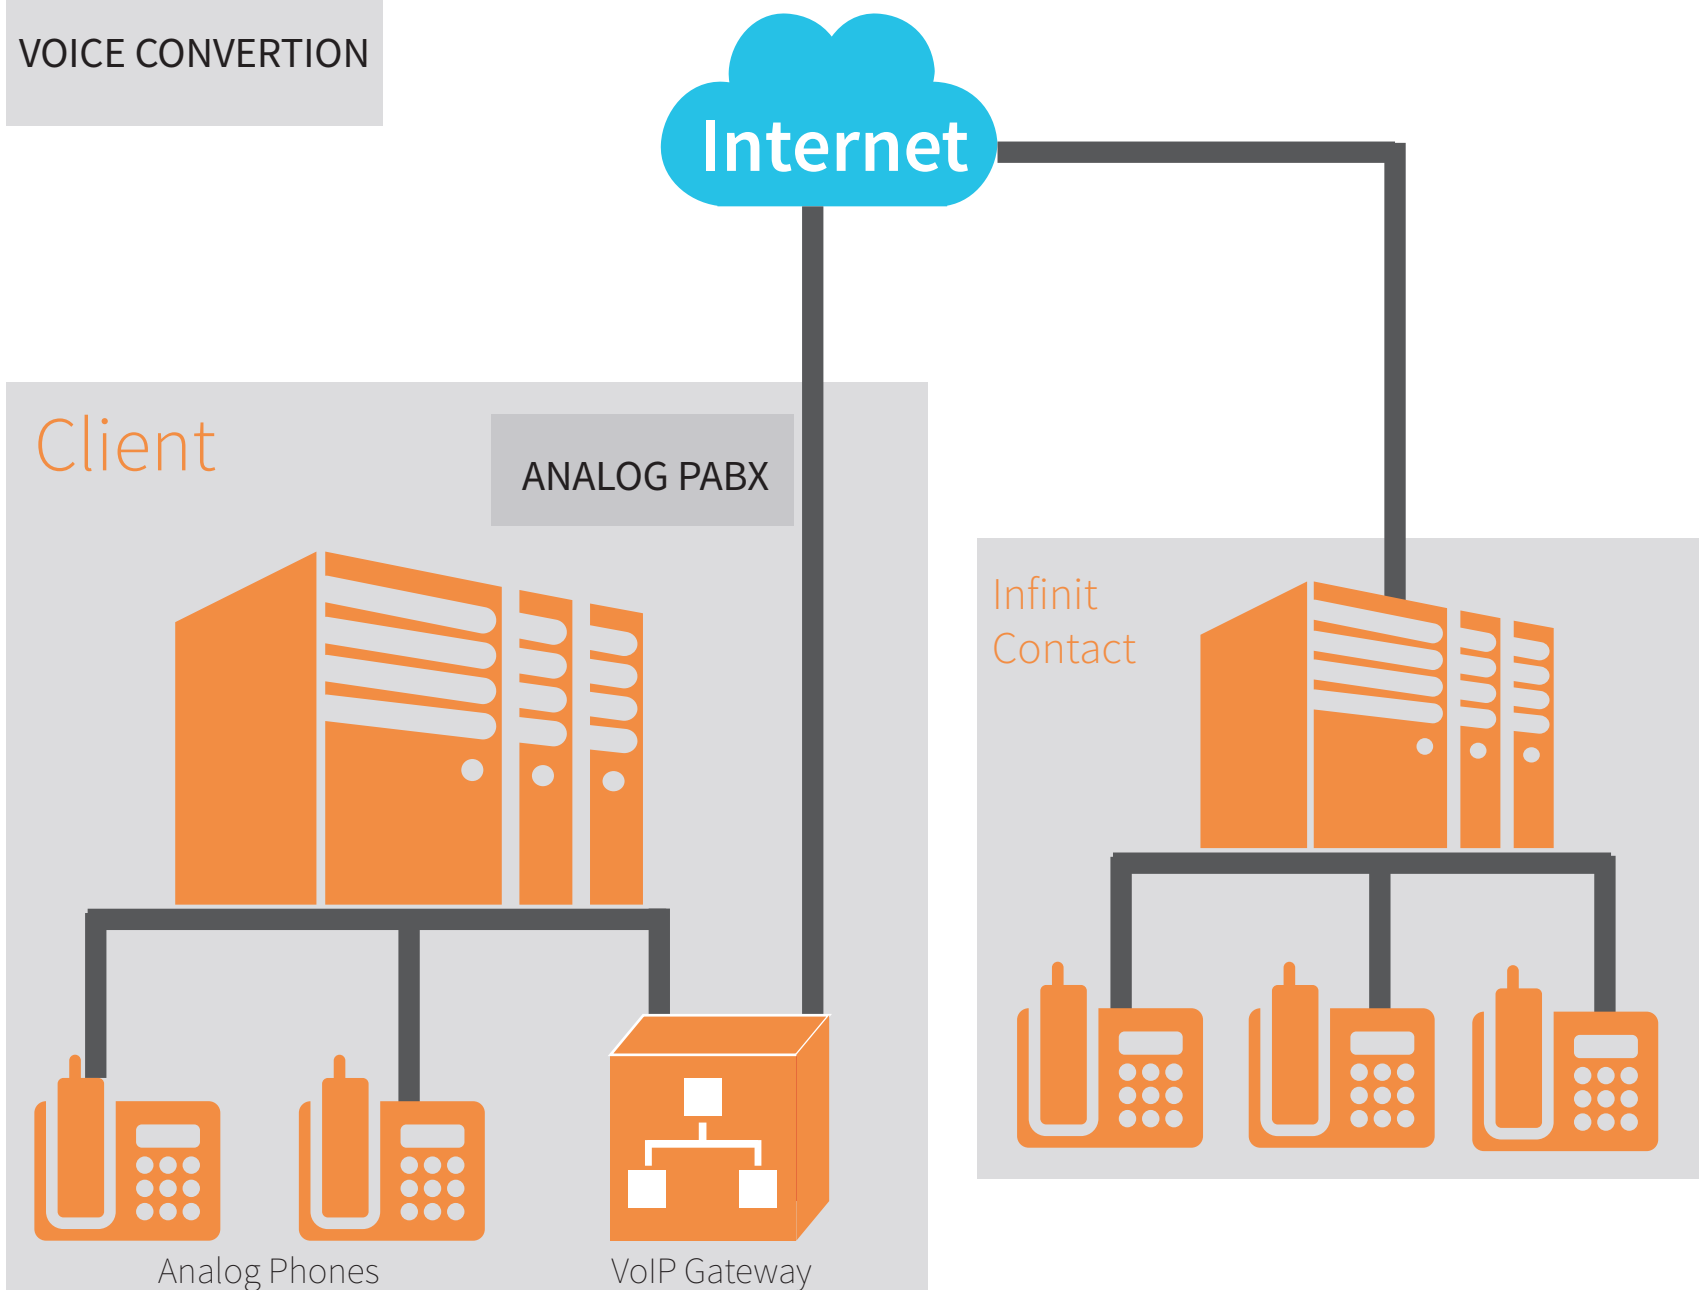 VOICE CONVERTION
Internet
Client
ANALOG PABX
Infinit
Contact
Analog Phones
VoIP Gateway